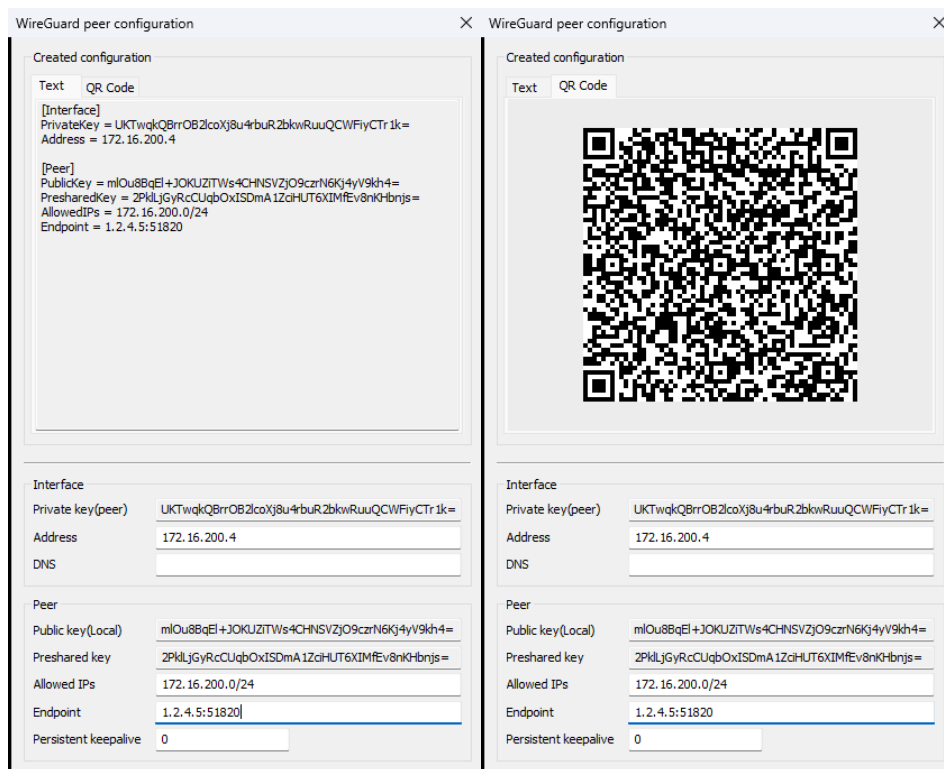 WireGuard peer configuration
Created configuration
Text
QR Code
[Interface]
PrivateKey = UKTwqkQBrrOB2lcoXj8u4rbuR2bkwRuuQCWFiyCTr1k=
Address = 172.16.200.4
[Peer]
PublicKey = mlOu8BqEl+JOKUZiTWs4CHNSVZjO9czrN6Kj4yV9kh4=
PresharedKey = 2PklLjGyRcCUqbOxISDmA1ZciHUT6XIMfEv8nKHbnjs=
AllowedIPs = 172.16.200.0/24
Endpoint = 1.2.4.5:51820
Interface
Private key(peer) UKTwqkQBrrOB2lcoXj8u4rbuR2bkwRuuQCWFiyCTr1k=
Address 172.16.200.4
DNS
Peer
Public key(Local) mlOu8BqEl+JOKUZiTWs4CHNSVZjO9czrN6Kj4yV9kh4=
Preshared key 2PklLjGyRcCUqbOxISDmA1ZciHUT6XIMfEv8nKHbnjs=
Allowed IPs 172.16.200.0/24
Endpoint 1.2.4.5:51820
Persistent keepalive 0
WireGuard peer configuration
Created configuration
Text
QR Code
Interface
Private key(peer) UKTwqkQBrrOB2lcoXj8u4rbuR2bkwRuuQCWFiyCTr1k=
Address 172.16.200.4
DNS
Peer
Public key(Local) mlOu8BqEl+JOKUZiTWs4CHNSVZjO9czrN6Kj4yV9kh4=
Preshared key 2PklLjGyRcCUqbOxISDmA1ZciHUT6XIMfEv8nKHbnjs=
Allowed IPs 172.16.200.0/24
Endpoint 1.2.4.5:51820
Persistent keepalive 0